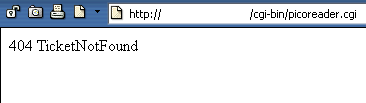 http:// /cgi-bin/picoreader.cgi
404 TicketNotFound